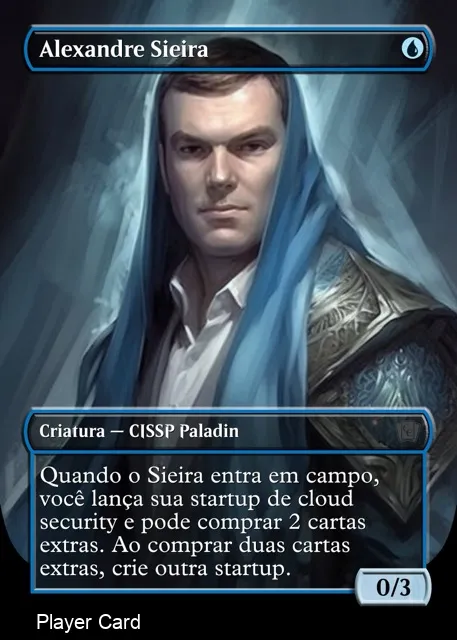 Alexandre Sieira
Criatura — CISSP Paladin
Quando o Sieira entra em campo,
você lança sua startup de cloud
security e pode comprar 2 cartas
extras. Ao comprar duas cartas
extras, crie outra startup.
0/3
Player Card